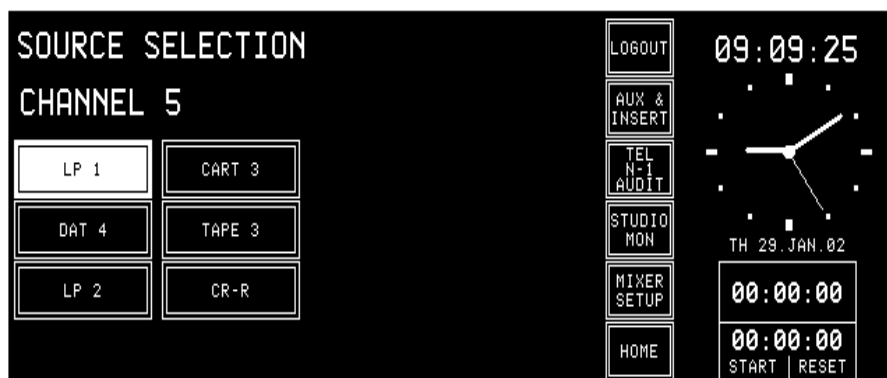 SOURCE SELECTION
CHANNEL 5
LP 1
CART 3
DAT 4
TAPE 3
LP 2
CR-R
LOGOUT
AUX &
INSERT
TEL
N-1
AUDIT
STUDIO
MON
MIXER
SETUP
HOME
09:09:25
TH 29.JAN.02
00:00:00
00:00:00
START | RESET